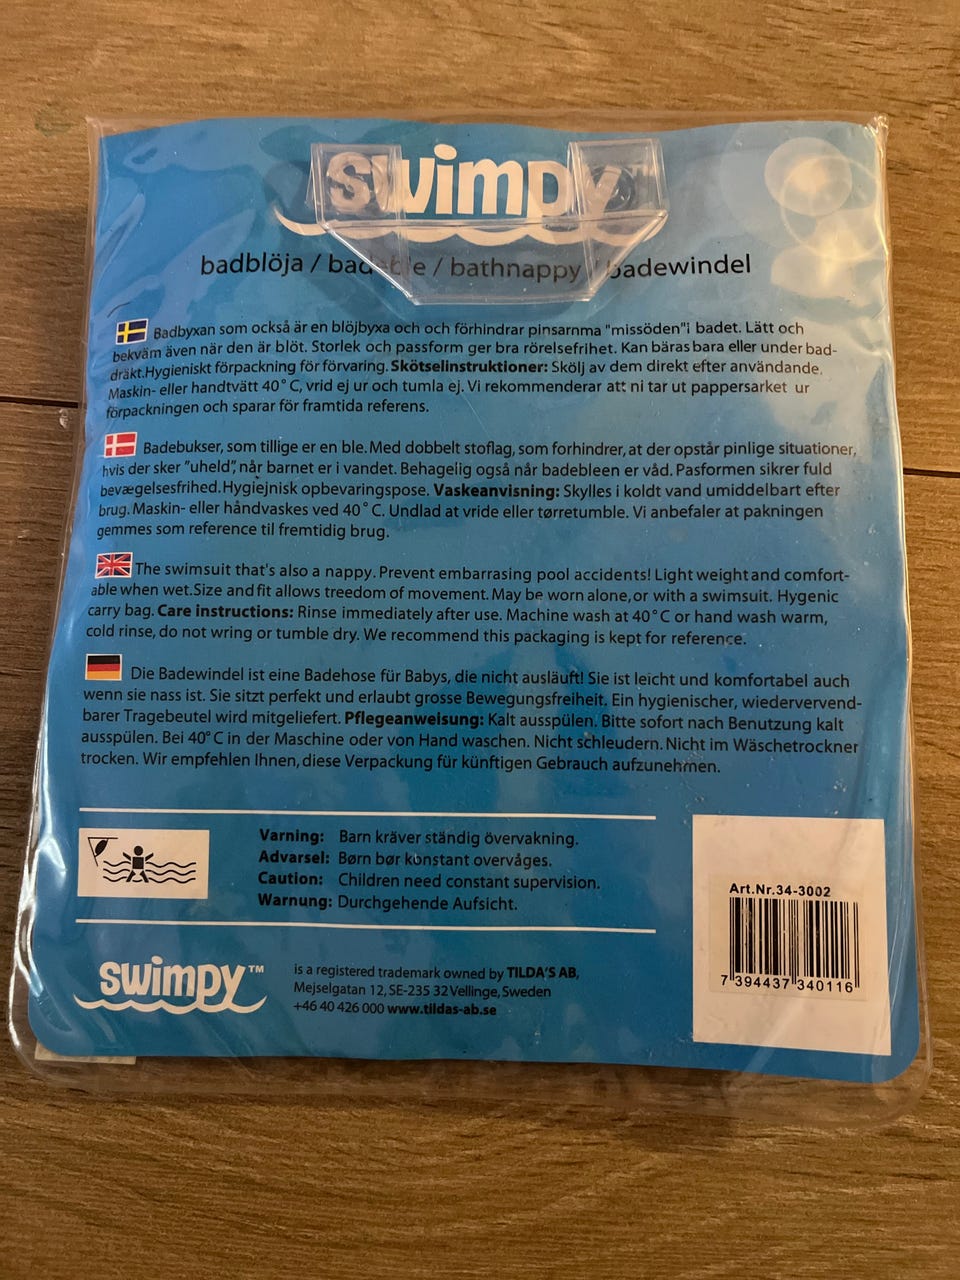 swimpy™
badblöja / badeble / bathnappy / badewindel
Badbyxan som också är en blöjbyxa och och förhindrar pinsarnma "missöden"i badet. Lätt och
bekväm även när den är blöt. Storlek och passform ger bra rörelsefrihet. Kan bäras bara eller under bad-
dräkt.Hygieniskt förpackning för förvaring. Skötselinstruktioner: Skölj av dem direkt efter användande.
Maskin- eller handtvätt 40°C, vrid ej ur och tumla ej. Vi rekommenderar att ni tar ut pappersarket ur
förpackningen och sparar för framtida referens.
Badebukser, som tillige er en ble. Med dobbelt stoflag, som forhindrer, at der opstår pinlige situationer,
hvis der sker "uheld", når barnet er i vandet. Behagelig også når badebleen er våd. Pasformen sikrer fuld
bevægelsesfrihed. Hygiejnisk opbevaringspose. Vaskeanvisning: Skylles i koldt vand umiddelbart efter
brug. Maskin- eller håndvaskes ved 40°C. Undlad at vride eller tørretumble. Vi anbefaler at pakningen
gemmes som reference til fremtidig brug.
The swimsuit that's also a nappy. Prevent embarrasing pool accidents! Light weight and comfort-
able when wet.Size and fit allows treedom of movement. May be worn alone, or with a swimsuit. Hygenic
carry bag. Care instructions: Rinse immediately after use. Machine wash at 40°C or hand wash warm,
cold rinse, do not wring or tumble dry. We recommend this packaging is kept for reference.
Die Badewindel ist eine Badehose für Babys, die nicht ausläuft! Sie ist leicht und komfortabel auch
wenn sie nass ist. Sie sitzt perfekt und erlaubt grosse Bewegungsfreiheit. Ein hygienischer, wiedervervend-
barer Tragebeutel wird mitgeliefert. Pflegeanweisung: Kalt ausspülen. Bitte sofort nach Benutzung kalt
ausspülen. Bei 40°C in der Maschine oder von Hand waschen. Nicht schleudern. Nicht im Wäschetrockner
trocken. Wir empfehlen Ihnen, diese Verpackung für künftigen Gebrauch aufzunehmen.
Varning: Barn kräver ständig övervakning.
Advarsel: Børn bør konstant overvåges.
Caution: Children need constant supervision.
Warnung: Durchgehende Aufsicht.
Art.Nr.34-3002
7 394437 340116
swimpy™
is a registered trademark owned by TILDA'S AB,
Mejselgatan 12, SE-235 32 Vellinge, Sweden
+46 40 426 000 www.tildas-ab.se